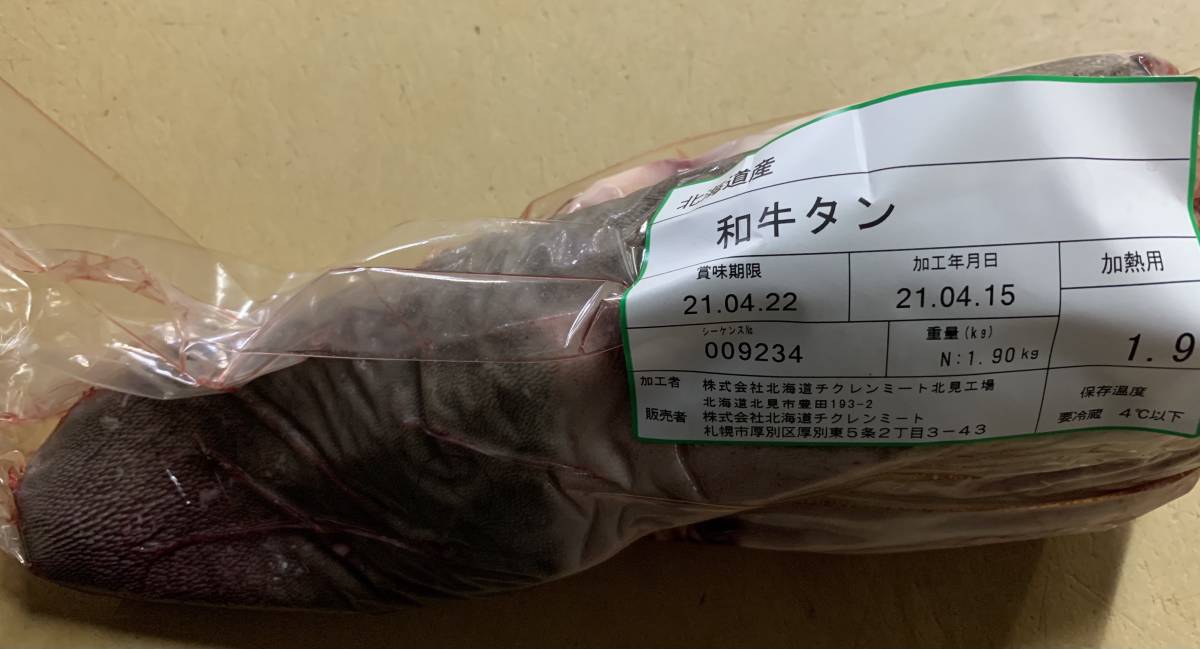 北海道産
和牛タン
賞味期限
21.04.22
加工年月日
21.04.15
加熱用
シーケンス№
009234
重量(kg)
N:1.90kg
1.9
加工者 株式会社北海道チクレンミート北見工場
北海道北見市豊田193-2
販売者 株式会社北海道チクレンミート
札幌市厚別区厚別東5条2丁目3-43
保存温度
要冷蔵 4℃以下